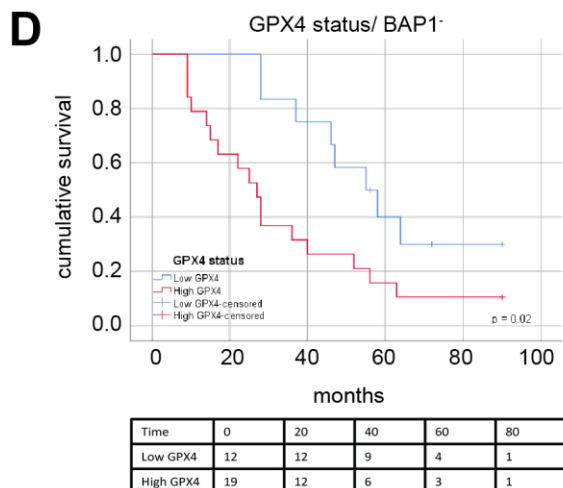 D
GPX4 status/ BAP1-
1.0
0.8
0.6
0.4
0.2
0.0
cumulative survival
GPX4 status
Low GPX4
High GPX4
Low GPX4-censored
High GPX4-censored
p = 0.02
0 20 40 60 80 100
months
Time 0 20 40 60 80
Low GPX4 12 12 9 4 1
High GPX4 19 12 6 3 1